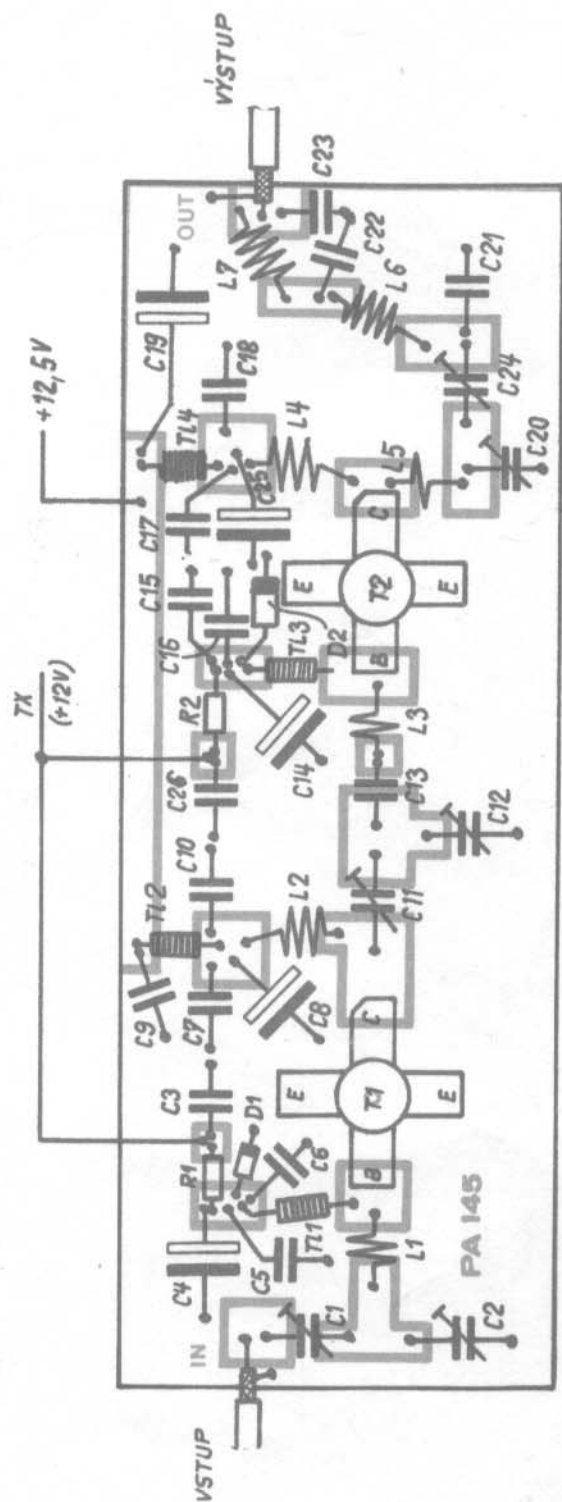 TX
(+12V)
+12,5V
VÝSTUP
OUT
C19
C9
TL2
C10
C26
R2
C15
C17
TL4
C18
C16
C25
L7
C23
C22
C4
R1
C3
C7
D1
C6
C5
TL1
C8
L2
C14
TL3
D2
L4
L6
VSTUP
IN
E
E
C1
B
T1
C
C11
C13
L3
B
T2
C
L5
C24
C21
L1
E
E
C2
C12
C20
PA 145